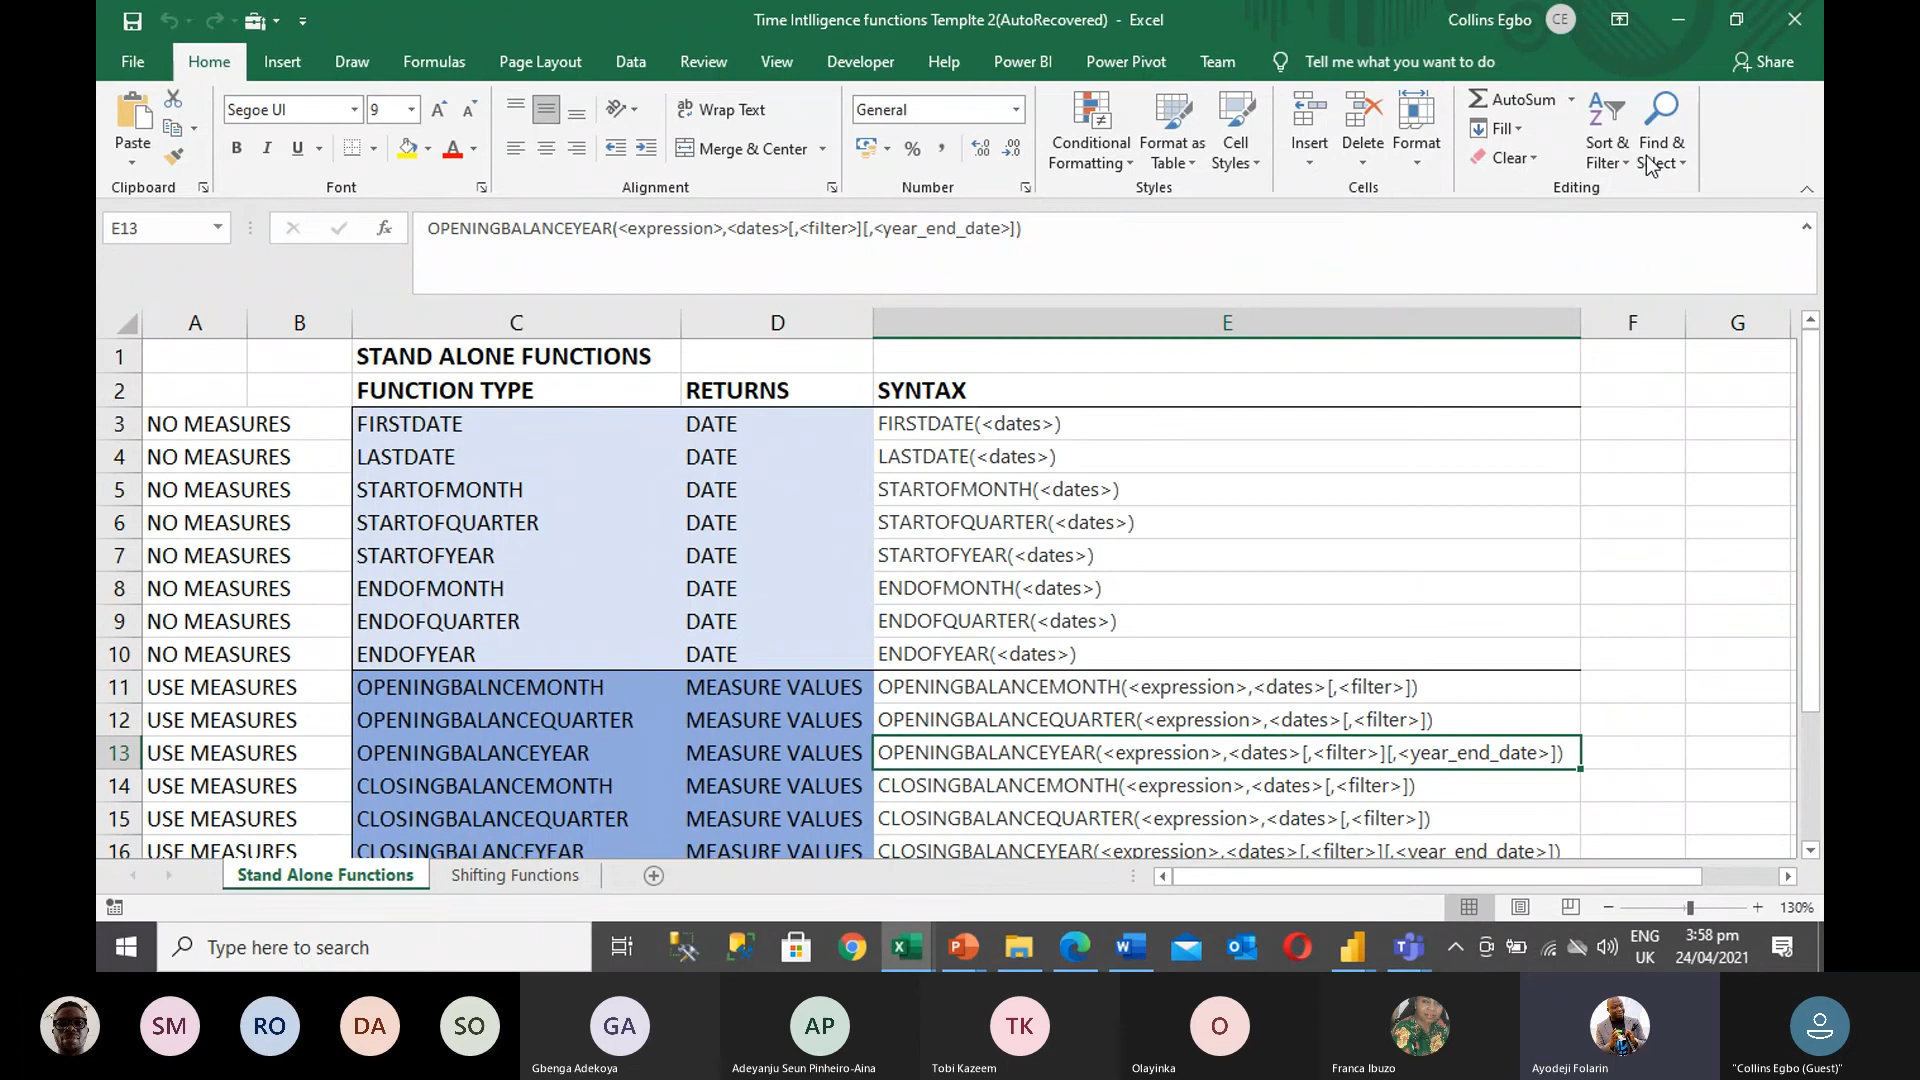 Time Intlligence functions Templte 2(AutoRecovered) - Excel
Collins Egbo CE
File Home Insert Draw Formulas Page Layout Data Review View Developer Help Power BI Power Pivot Team Tell me what you want to do Share
Paste
Clipboard
Segoe UI 9
B I U
Font
Wrap Text
Merge & Center
Alignment
General
Number
Conditional Formatting
Format as Table
Cell Styles
Styles
Insert Delete Format
Cells
AutoSum
Fill
Clear
Sort & Filter
Find & Select
Editing
E13 fx OPENINGBALANCEYEAR(<expression>,<dates>[,<filter>][,<year_end_date>])
A B C D E F G
1 STAND ALONE FUNCTIONS
2 FUNCTION TYPE RETURNS SYNTAX
3 NO MEASURES FIRSTDATE DATE FIRSTDATE(<dates>)
4 NO MEASURES LASTDATE DATE LASTDATE(<dates>)
5 NO MEASURES STARTOFMONTH DATE STARTOFMONTH(<dates>)
6 NO MEASURES STARTOFQUARTER DATE STARTOFQUARTER(<dates>)
7 NO MEASURES STARTOFYEAR DATE STARTOFYEAR(<dates>)
8 NO MEASURES ENDOFMONTH DATE ENDOFMONTH(<dates>)
9 NO MEASURES ENDOFQUARTER DATE ENDOFQUARTER(<dates>)
10 NO MEASURES ENDOFYEAR DATE ENDOFYEAR(<dates>)
11 USE MEASURES OPENINGBALNCEMONTH MEASURE VALUES OPENINGBALANCEMONTH(<expression>,<dates>[,<filter>])
12 USE MEASURES OPENINGBALANCEQUARTER MEASURE VALUES OPENINGBALANCEQUARTER(<expression>,<dates>[,<filter>])
13 USE MEASURES OPENINGBALANCEYEAR MEASURE VALUES OPENINGBALANCEYEAR(<expression>,<dates>[,<filter>][,<year_end_date>])
14 USE MEASURES CLOSINGBALANCEMONTH MEASURE VALUES CLOSINGBALANCEMONTH(<expression>,<dates>[,<filter>])
15 USE MEASURES CLOSINGBALANCEQUARTER MEASURE VALUES CLOSINGBALANCEQUARTER(<expression>,<dates>[,<filter>])
16 USE MEASURES CLOSINGBALANCEYEAR MEASURE VALUES CLOSINGBALANCEYEAR(<expression>,<dates>[,<filter>][,<year_end_date>])
Stand Alone Functions Shifting Functions
130%
Type here to search
ENG UK
3:58 pm
24/04/2021
SM RO DA SO GA AP TK O
Gbenga Adekoya Adeyanju Seun Pinheiro-Aina Tobi Kazeem Olayinka Franca Ibuzo Ayodeji Folarin "Collins Egbo (Guest)"